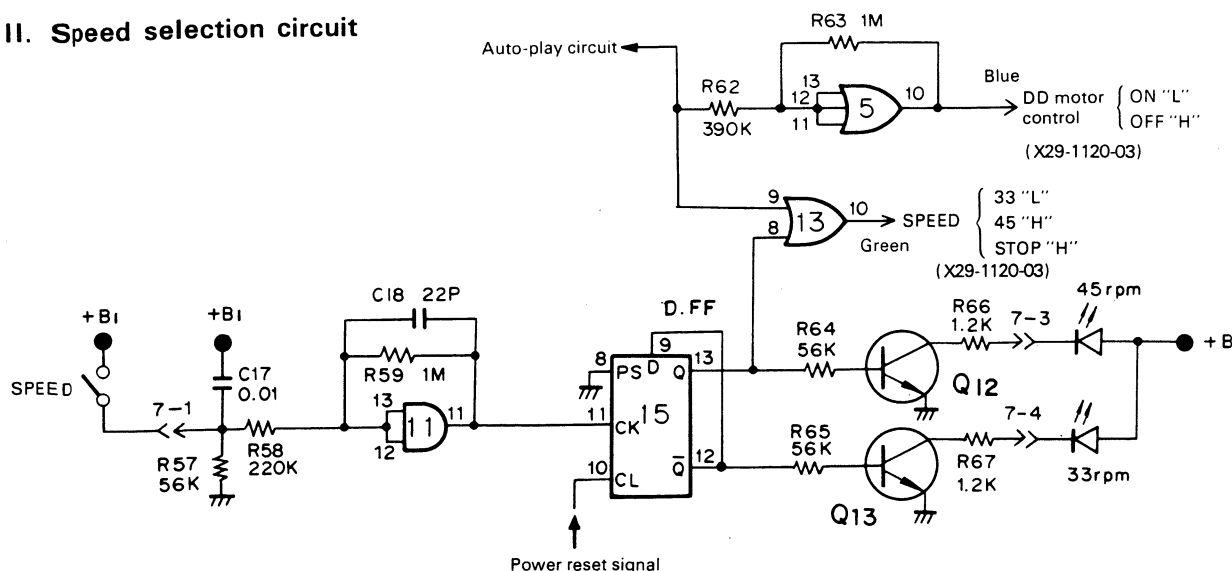 II. Speed selection circuit
R63 1M
Auto-play circuit
R62
390K
13
12
11
5
10
Blue
DD motor
control
ON "L"
OFF "H"
(X29-1120-03)
9
8
13
10
Green
SPEED
33 "L"
45 "H"
STOP "H"
(X29-1120-03)
+B1
SPEED
7-1
+B1
C17
0.01
R57
56K
R58
220K
C18 22P
R59 1M
13
12
11
11
D.FF
9
8
PS
D
Q
13
15
11
CK
Q
12
10
CL
Power reset signal
R64
56K
Q12
R66
1.2K
7-3
45rpm
+B
R65
56K
Q13
R67
1.2K
7-4
33rpm